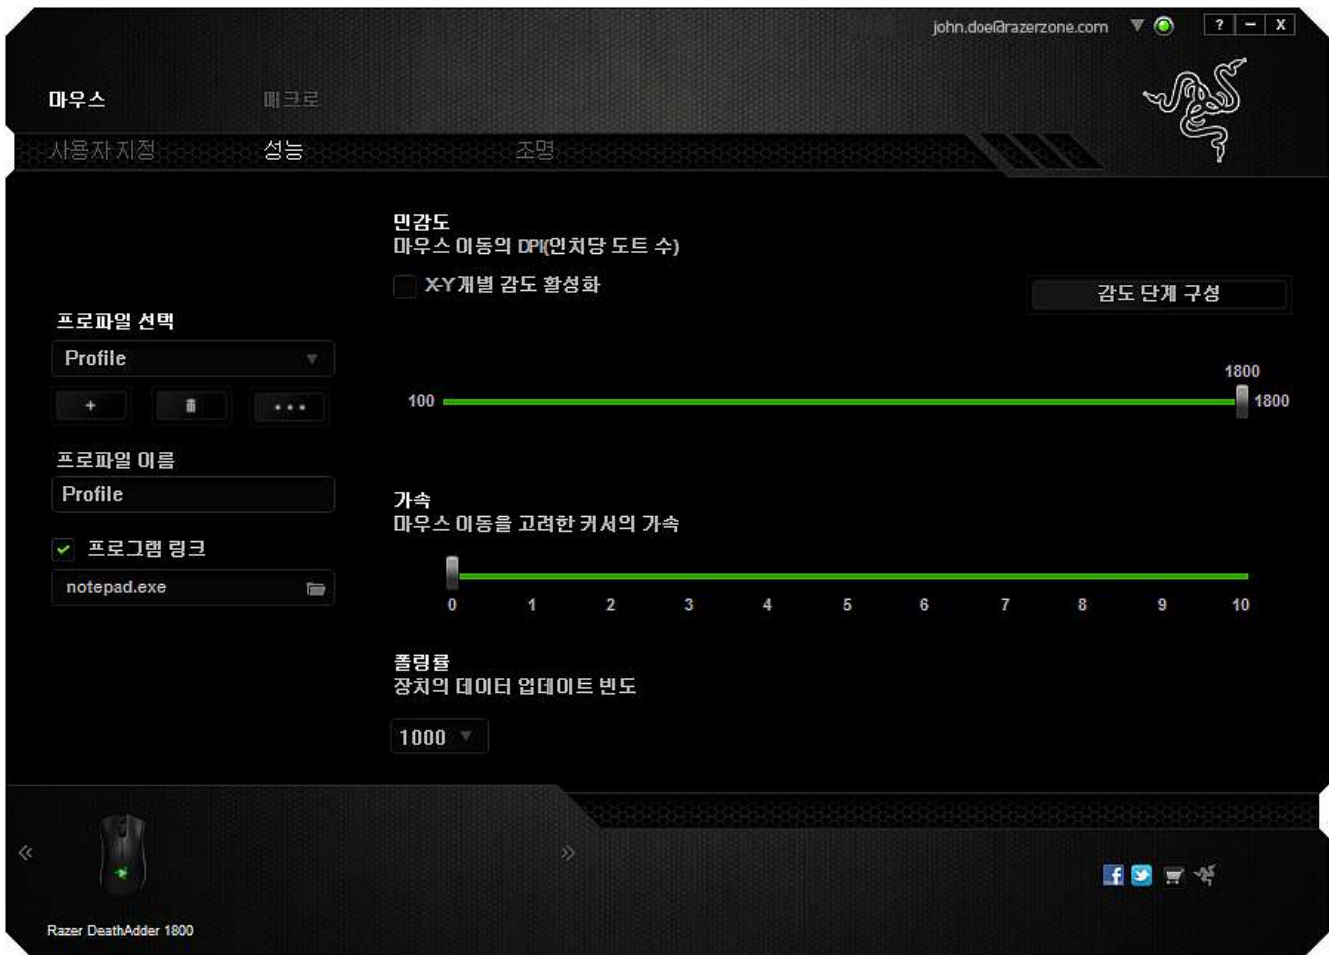 john.doe@razerzone.com
? - X
마우스
매크로
사용자 지정
성능
조명
민감도
마우스 이동의 DPI(인치당 도트 수)
X-Y개별 감도 활성화
감도 단계 구성
프로파일 선택
Profile
+
1800
100
1800
프로파일 이름
Profile
가속
마우스 이동을 고려한 커서의 가속
프로그램 링크
notepad.exe
0 1 2 3 4 5 6 7 8 9 10
폴링률
장치의 데이터 업데이트 빈도
1000
Razer DeathAdder 1800